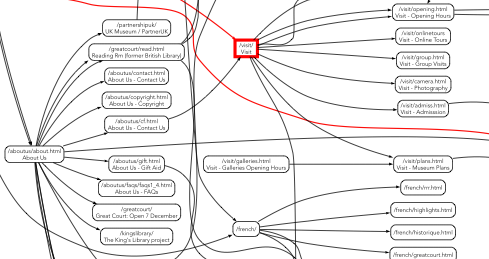 /partnershipuk/
UK Museum / PartnerUK
/greatcourt/read.html
Reading Rm (former British Library)
/aboutus/contact.html
About Us - Contact Us
/aboutus/copyright.html
About Us - Copyright
/aboutus/cf.html
About Us - Contact Us
/aboutus/about.html
About Us
/aboutus/gift.html
About Us - Gift Aid
/aboutus/faqs/faqs1_4.html
About Us - FAQs
/greatcourt/
Great Court: Open 7 December
/kingslibrary/
The King's Library project
/visit/
Visit
/visit/galleries.html
Visit - Galleries Opening Hours
/french/
/visit/opening.html
Visit - Opening Hours
/visit/onlinetours
Visit - Online Tours
/visit/group.html
Visit - Group Visits
/visit/camera.html
Visit - Photography
/visit/admiss.html
Visit - Admission
/visit/plans.html
Visit - Museum Plans
/french/rr.html
/french/highlights.html
/french/historique.html
/french/greatcourt.html